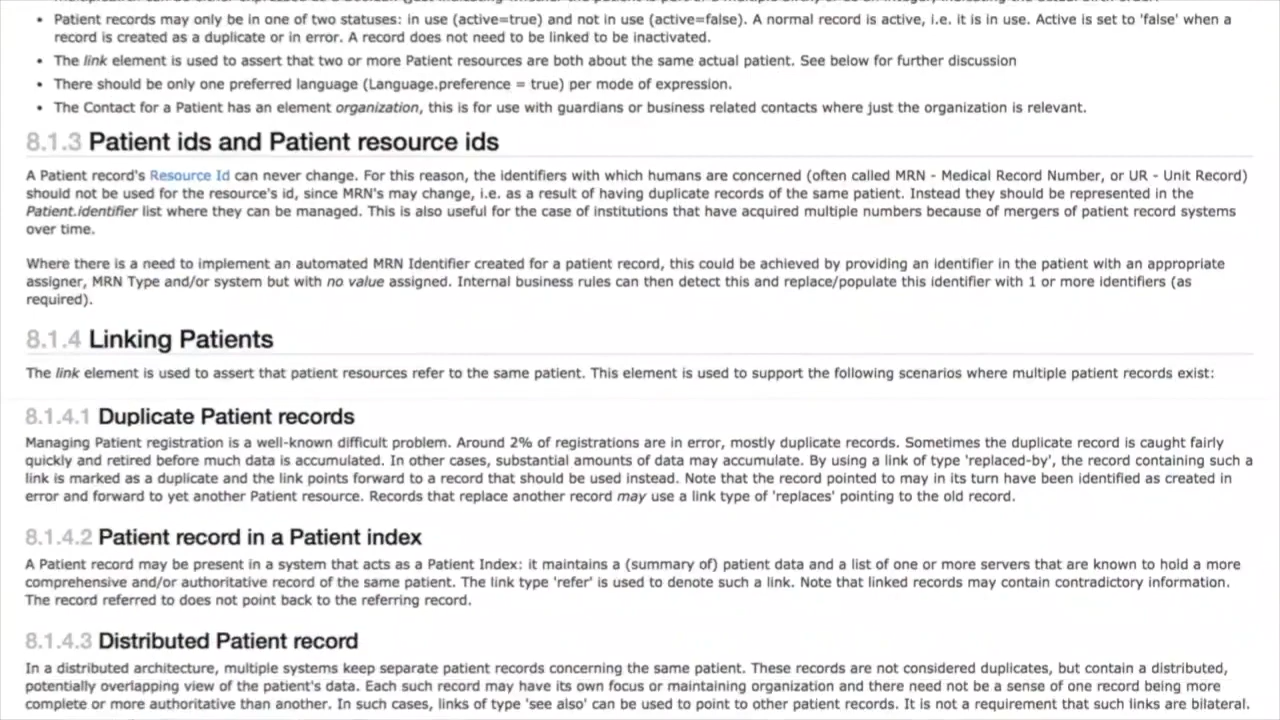 Patient records may only be in one of two statuses: in use (active=true) and not in use (active=false). A normal record is active, i.e. it is in use. Active is set to 'false' when a
record is created as a duplicate or in error. A record does not need to be linked to be inactivated.
The link element is used to assert that two or more Patient resources are both about the same actual patient. See below for further discussion
There should be only one preferred language (Language.preference = true) per mode of expression.
The Contact for a Patient has an element organization, this is for use with guardians or business related contacts where just the organization is relevant.
8.1.3 Patient ids and Patient resource ids
A Patient record's Resource Id can never change. For this reason, the identifiers with which humans are concerned (often called MRN - Medical Record Number, or UR - Unit Record)
should not be used for the resource's id, since MRN's may change, i.e. as a result of having duplicate records of the same patient. Instead they should be represented in the
Patient.identifier list where they can be managed. This is also useful for the case of institutions that have acquired multiple numbers because of mergers of patient record systems
over time.
Where there is a need to implement an automated MRN Identifier created for a patient record, this could be achieved by providing an identifier in the patient with an appropriate
assigner, MRN Type and/or system but with no value assigned. Internal business rules can then detect this and replace/populate this identifier with 1 or more identifiers (as
required).
8.1.4 Linking Patients
The link element is used to assert that patient resources refer to the same patient. This element is used to support the following scenarios where multiple patient records exist:
8.1.4.1 Duplicate Patient records
Managing Patient registration is a well-known difficult problem. Around 2% of registrations are in error, mostly duplicate records. Sometimes the duplicate record is caught fairly
quickly and retired before much data is accumulated. In other cases, substantial amounts of data may accumulate. By using a link of type 'replaced-by', the record containing such a
link is marked as a duplicate and the link points forward to a record that should be used instead. Note that the record pointed to may in its turn have been identified as created in
error and forward to yet another Patient resource. Records that replace another record may use a link type of 'replaces' pointing to the old record.
8.1.4.2 Patient record in a Patient index
A Patient record may be present in a system that acts as a Patient Index: it maintains a (summary of) patient data and a list of one or more servers that are known to hold a more
comprehensive and/or authoritative record of the same patient. The link type 'refer' is used to denote such a link. Note that linked records may contain contradictory information.
The record referred to does not point back to the referring record.
8.1.4.3 Distributed Patient record
In a distributed architecture, multiple systems keep separate patient records concerning the same patient. These records are not considered duplicates, but contain a distributed,
potentially overlapping view of the patient's data. Each such record may have its own focus or maintaining organization and there need not be a sense of one record being more
complete or more authoritative than another. In such cases, links of type 'see also' can be used to point to other patient records. It is not a requirement that such links are bilateral.